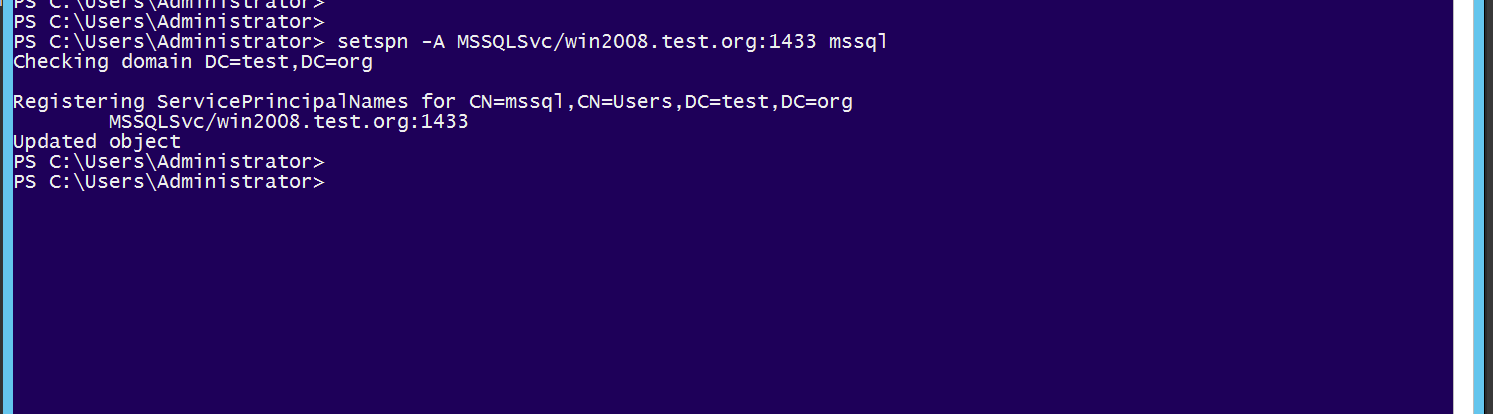 PS C:\Users\Administrator>
PS C:\Users\Administrator>
PS C:\Users\Administrator> setspn -A MSSQLSvc/win2008.test.org:1433 mssql
Checking domain DC=test,DC=org
Registering ServicePrincipalNames for CN=mssql,CN=Users,DC=test,DC=org
MSSQLSvc/win2008.test.org:1433
Updated object
PS C:\Users\Administrator>
PS C:\Users\Administrator>